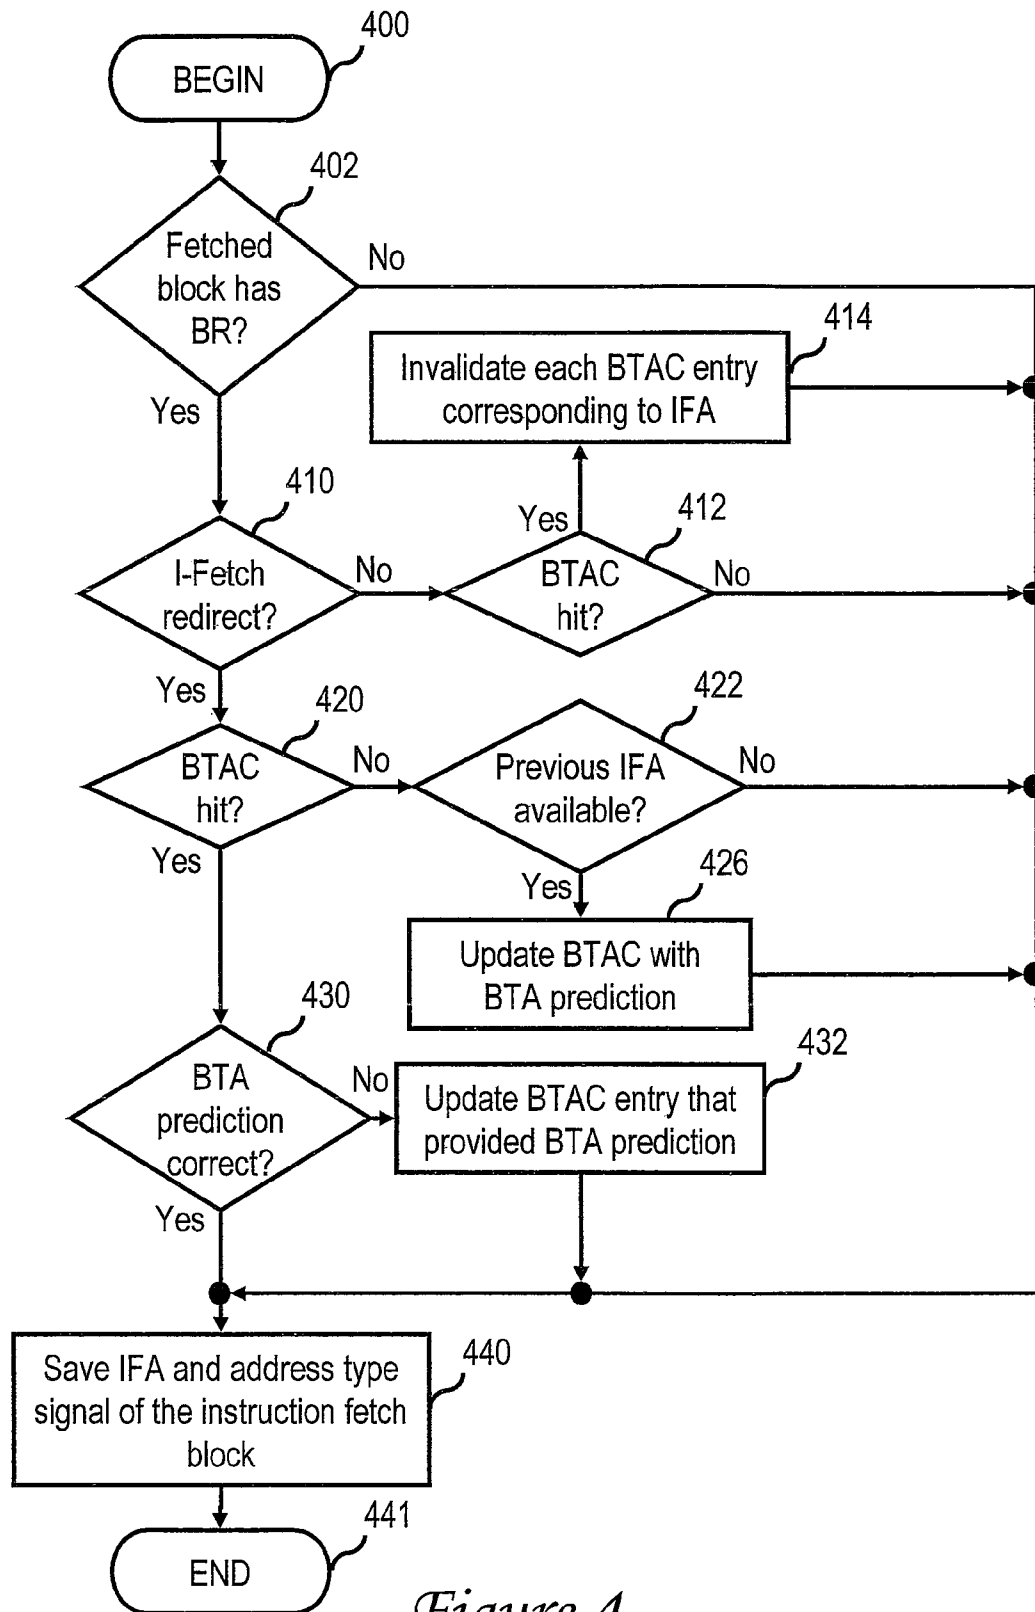 400
BEGIN
402
Fetched
block has
BR?
No
Yes
414
Invalidate each BTAC entry
corresponding to IFA
410
I-Fetch
redirect?
No
Yes
412
Yes
BTAC
hit?
No
420
BTAC
hit?
No
Yes
422
Previous IFA
available?
No
Yes
426
Update BTAC with
BTA prediction
430
BTA
prediction
correct?
No
Yes
432
Update BTAC entry that
provided BTA prediction
440
Save IFA and address type
signal of the instruction fetch
block
441
END
Figure 4